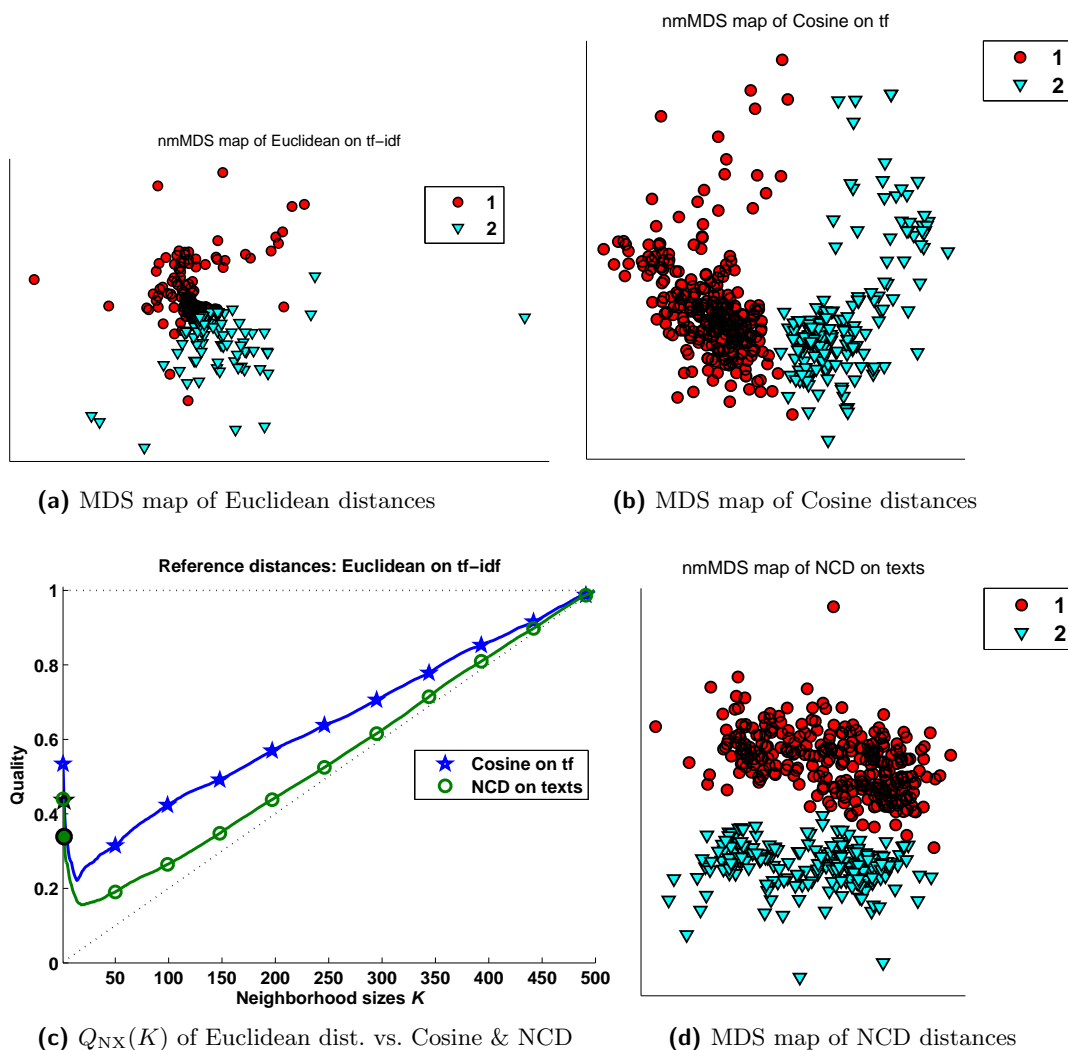 nmMDS map of Euclidean on tf−idf
1
2
(a) MDS map of Euclidean distances
nmMDS map of Cosine on tf
1
2
(b) MDS map of Cosine distances
Reference distances: Euclidean on tf−idf
Quality
1
0.8
0.6
0.4
0.2
0
50 100 150 200 250 300 350 400 450 500
Neighborhood sizes K
Cosine on tf
NCD on texts
(c) QNX(K) of Euclidean dist. vs. Cosine & NCD
nmMDS map of NCD on texts
1
2
(d) MDS map of NCD distances